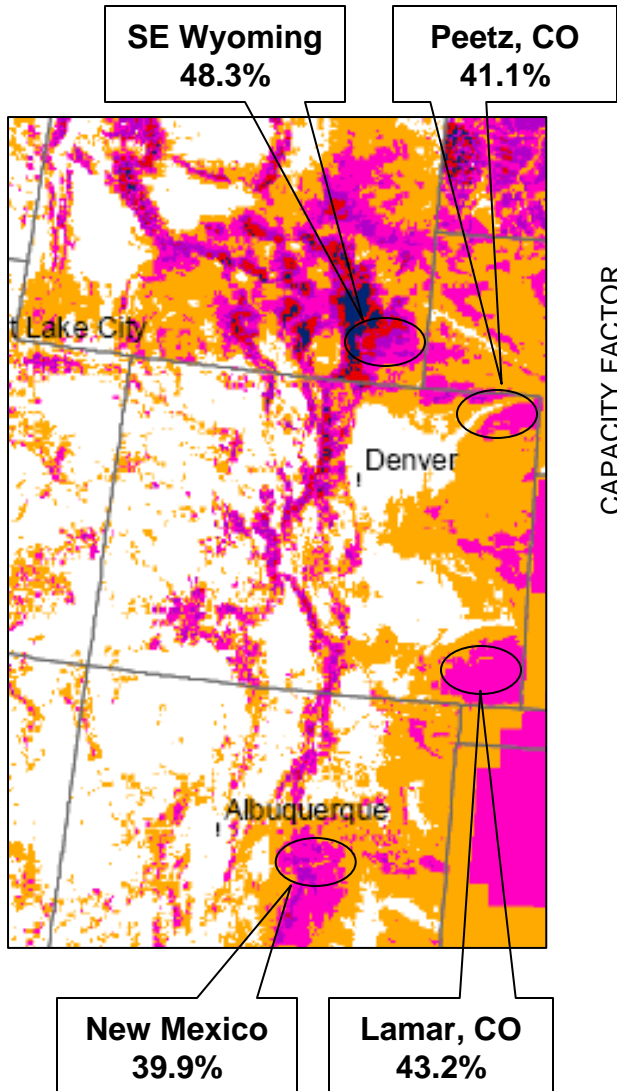 SE Wyoming
48.3%
Peetz, CO
41.1%
t Lake City
Denver
CAPACITY FACTOR
Albuquerque
New Mexico
39.9%
Lamar, CO
43.2%